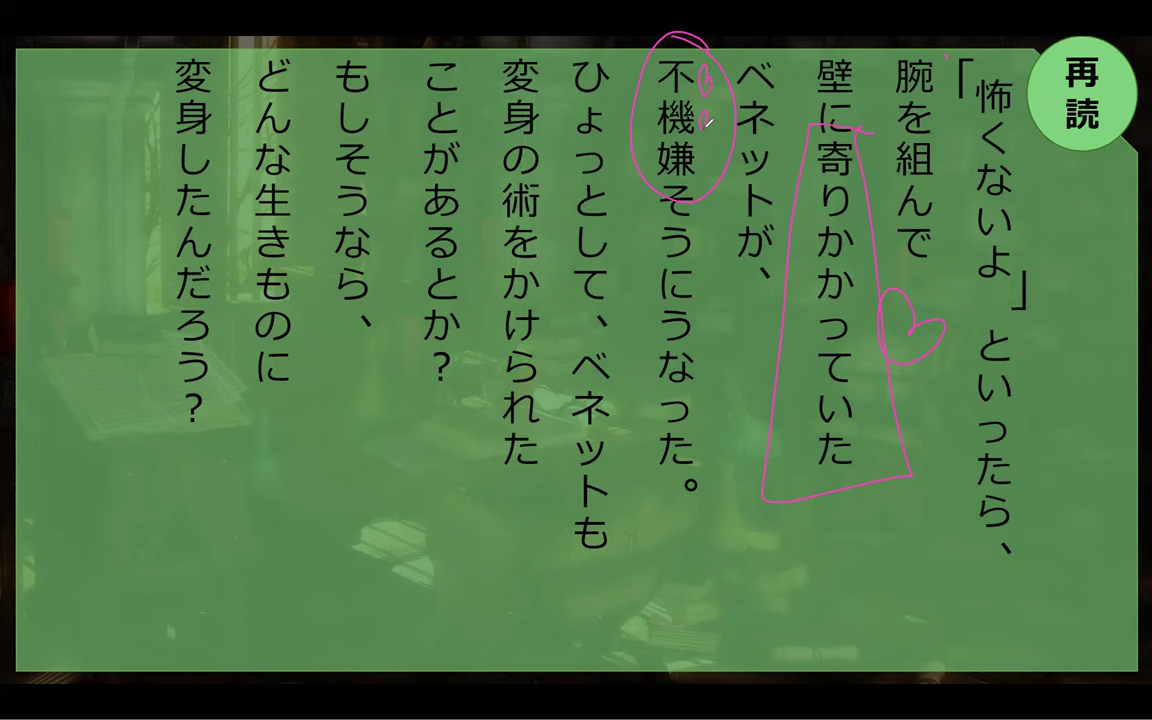 再読
「怖くないよ」といったら、
腕を組んで
壁に寄りかかっていた
ベネットが、
不機嫌そうにうなった。
ひょっとして、ベネットも
変身の術をかけられた
ことがあるとか？
もしそうなら、
どんな生きものに
変身したんだろう？